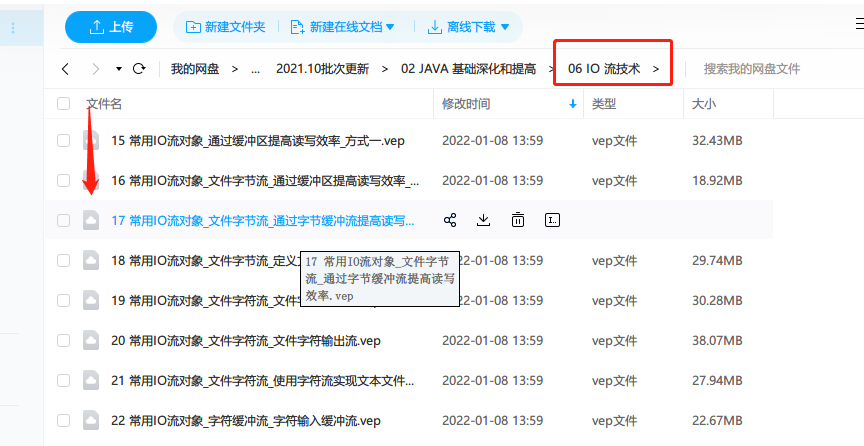 上传 新建文件夹 新建在线文档 离线下载
我的网盘 > ... 2021.10批次更新 > 02 JAVA 基础深化和提高 > 06 IO 流技术 > 搜索我的网盘文件
文件名 修改时间 类型 大小
15 常用IO流对象_通过缓冲区提高读写效率_方式一.vep 2022-01-08 13:59 vep文件 32.43MB
16 常用IO流对象_文件字节流_通过缓冲区提高读写效率_... 2022-01-08 13:59 vep文件 18.92MB
17 常用IO流对象_文件字节流_通过字节缓冲流提高读写...
18 常用IO流对象_文件字节流_定义 2022-01-08 13:59 vep文件 29.74MB
17 常用IO流对象_文件字节
流_通过字节缓冲流提高读写
效率.vep
19 常用IO流对象_文件字符流_文件 2022-01-08 13:59 vep文件 30.28MB
20 常用IO流对象_文件字符流_文件字符输出流.vep 2022-01-08 13:59 vep文件 38.07MB
21 常用IO流对象_文件字符流_使用字符流实现文本文件... 2022-01-08 13:59 vep文件 27.94MB
22 常用IO流对象_字符缓冲流_字符输入缓冲流.vep 2022-01-08 13:59 vep文件 22.67MB